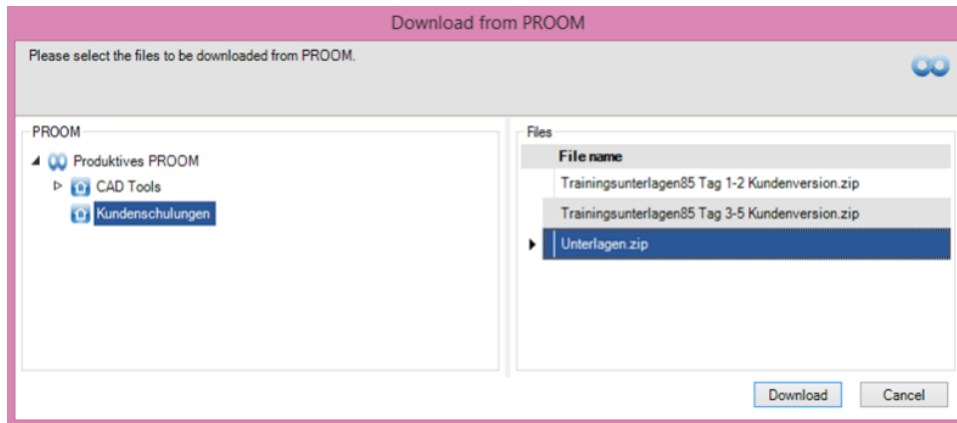 Download from PROOM
Please select the files to be downloaded from PROOM.
PROOM
Produktives PROOM
CAD Tools
Kundenschulungen
Files
File name
Trainingsunterlagen85 Tag 1-2 Kundenversion.zip
Trainingsunterlagen85 Tag 3-5 Kundenversion.zip
Unterlagen.zip
Download Cancel